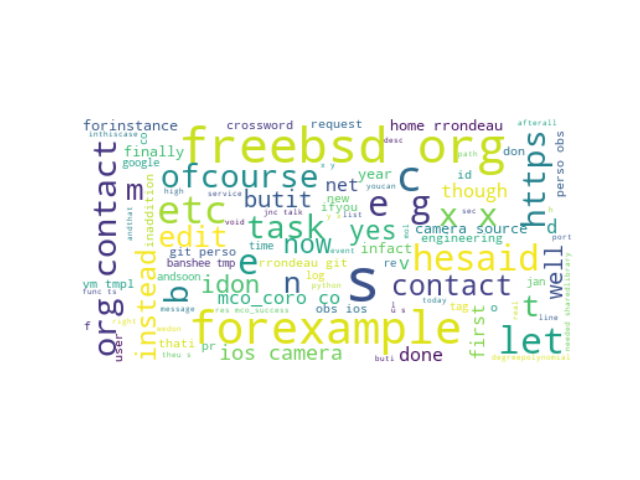 forinstance
crossword
request
home rrondeau
afterall
inthiscase
co
freebsd org
desc
port
finally
don
path
google
ofcourse
x y
year
id
perso obs
https
org contact
m
high
service
youcan
c
though
inaddition
etc
butit
net
new
ifyou
e g
x x
jnc talk
list
y s
sec
h
void
task
yes
camera source
d
andthat
edit
now
time
event
infact
mel
engineering
git perso
hesaid
well
banshee tmp
e
rrondeau git
re
v
s
andsoon
log
python
contact
jan
ym tmpl
b
idon
n
func ts
instead
mco_coro co
t
message
res mco_success
obs ios
today
tag
o
real
line
f
right
forexample
first
let
user
wedon
thati
pr
ios camera
done
theu s
buti
degreepolynomial
needed sharedlibrary